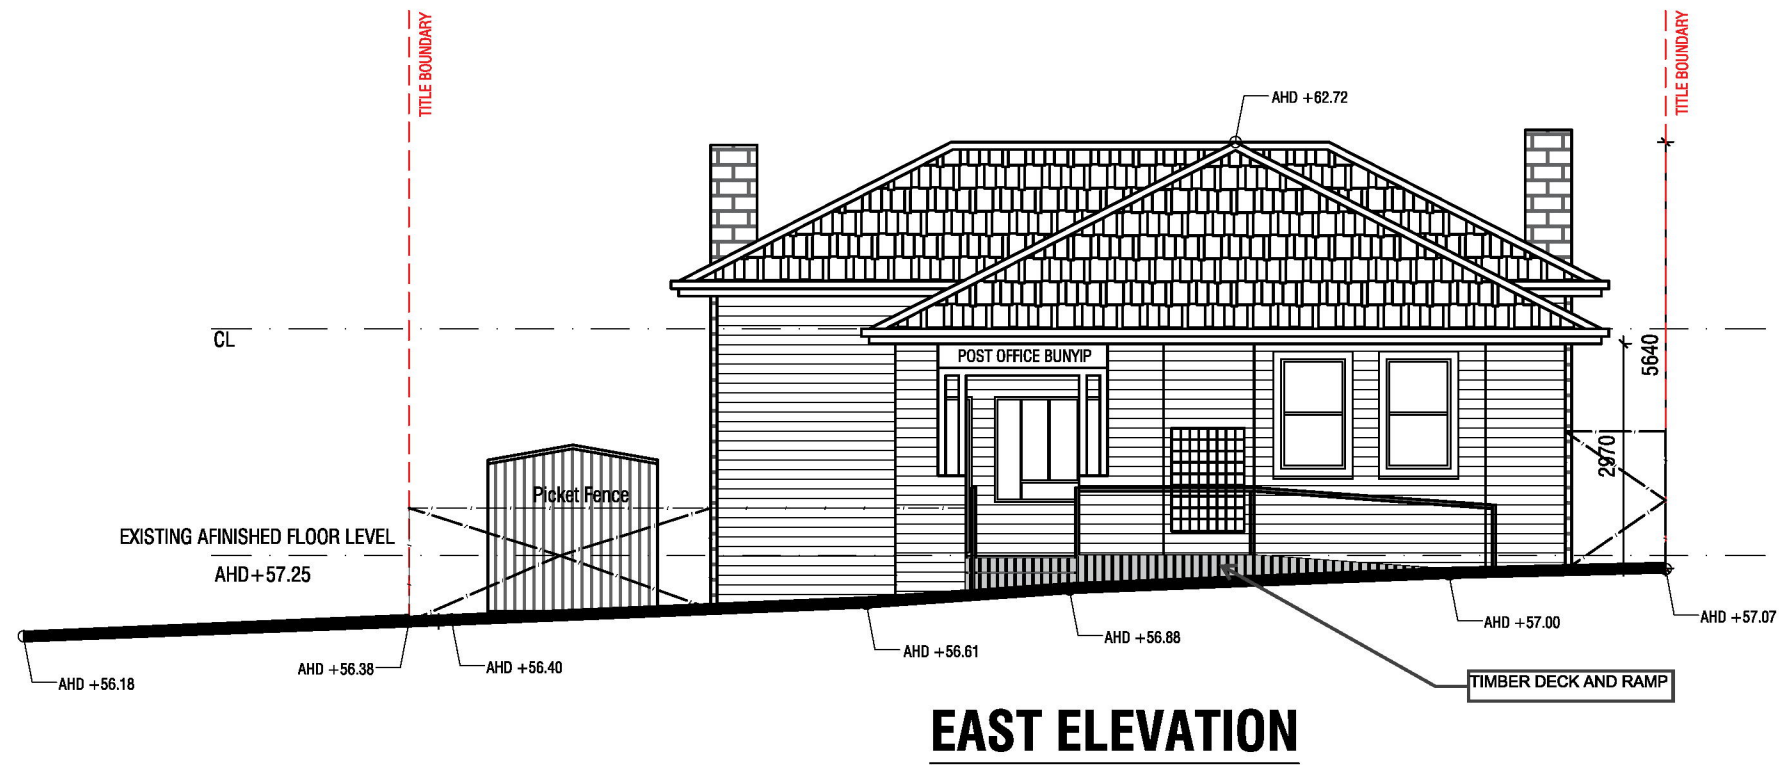 TITLE BOUNDARY
TITLE BOUNDARY
AHD +62.72
CL
POST OFFICE BUNYIP
5640
2970
Picket Fence
EXISTING AFINISHED FLOOR LEVEL
AHD+57.25
AHD +56.18
AHD +56.38
AHD +56.40
AHD +56.61
AHD +56.88
AHD +57.00
AHD +57.07
TIMBER DECK AND RAMP
EAST ELEVATION